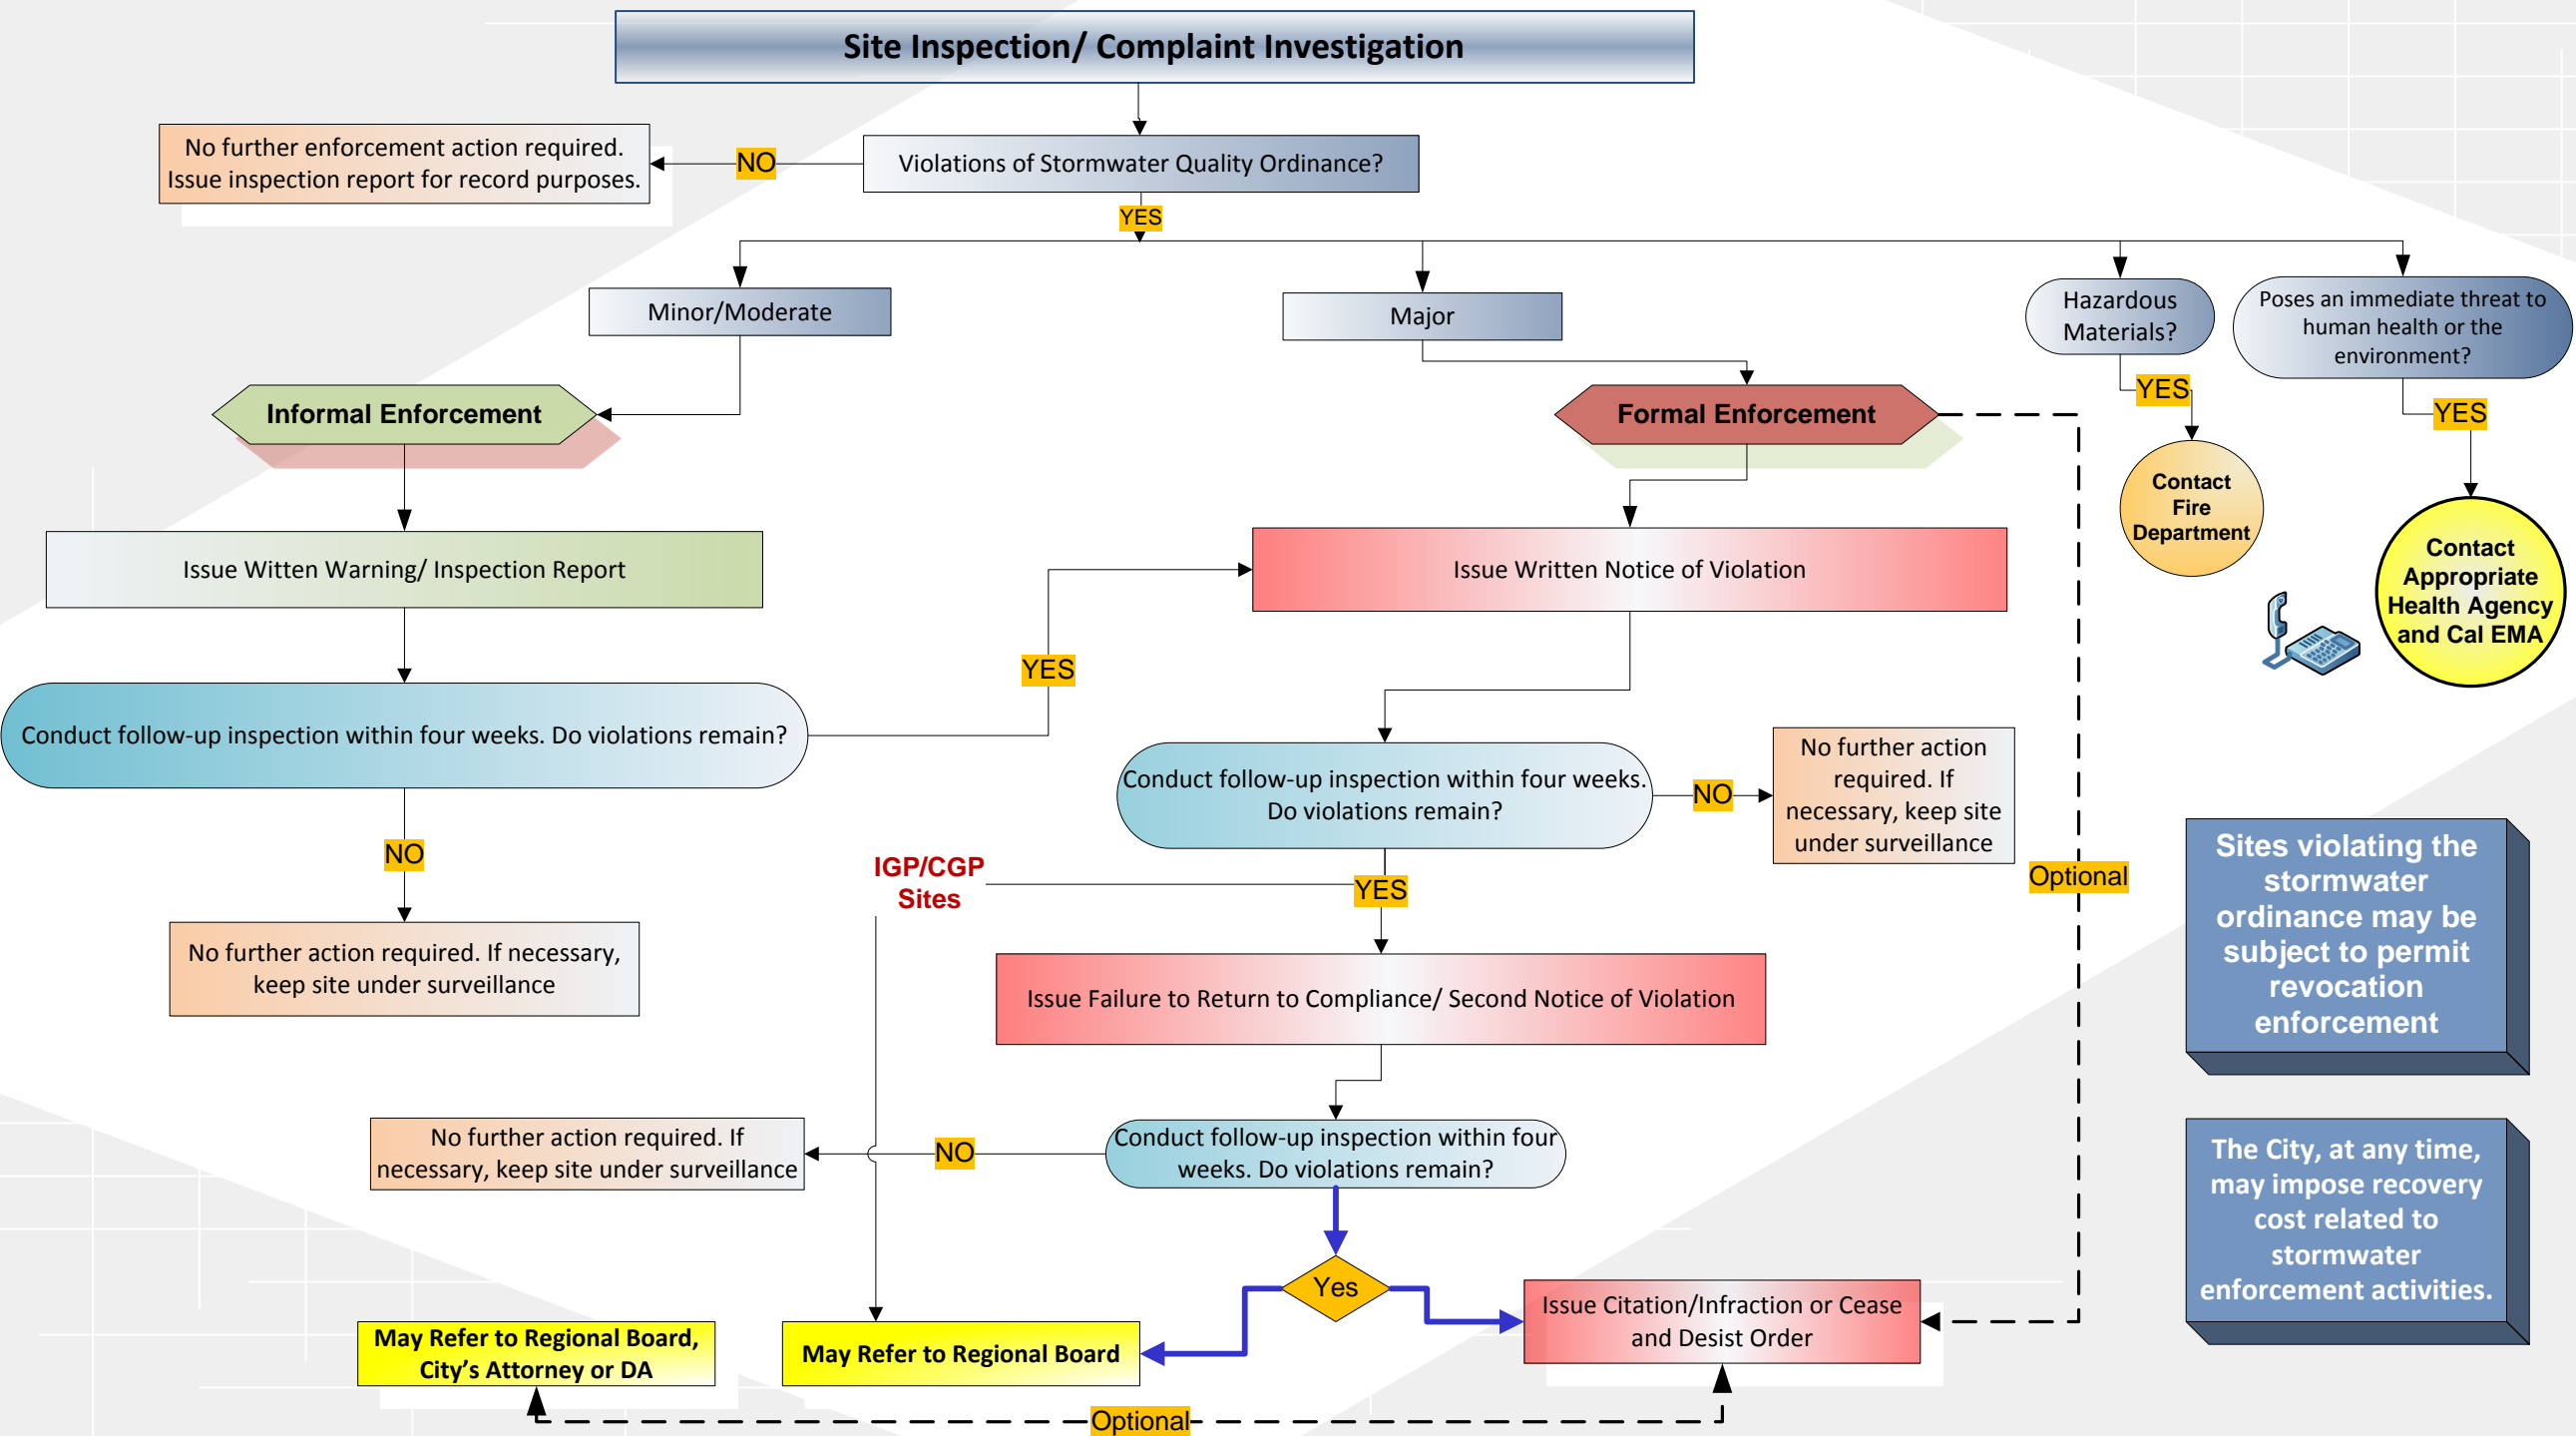 Site Inspection/ Complaint Investigation
No further enforcement action required.
Issue inspection report for record purposes.
NO
Violations of Stormwater Quality Ordinance?
YES
Minor/Moderate
Major
Hazardous
Materials?
Poses an immediate threat to
human health or the
environment?
YES
YES
Informal Enforcement
Formal Enforcement
Contact
Fire
Department
Contact
Appropriate
Health Agency
and Cal EMA
Issue Witten Warning/ Inspection Report
Issue Written Notice of Violation
YES
Conduct follow-up inspection within four weeks. Do violations remain?
Conduct follow-up inspection within four weeks.
Do violations remain?
NO
No further action
required. If
necessary, keep site
under surveillance
NO
IGP/CGP
Sites
YES
Optional
Sites violating the
stormwater
ordinance may be
subject to permit
revocation
enforcement
No further action required. If necessary,
keep site under surveillance
Issue Failure to Return to Compliance/ Second Notice of Violation
No further action required. If
necessary, keep site under surveillance
NO
Conduct follow-up inspection within four
weeks. Do violations remain?
The City, at any time,
may impose recovery
cost related to
stormwater
enforcement activities.
Yes
Issue Citation/Infraction or Cease
and Desist Order
May Refer to Regional Board,
City’s Attorney or DA
May Refer to Regional Board
Optional